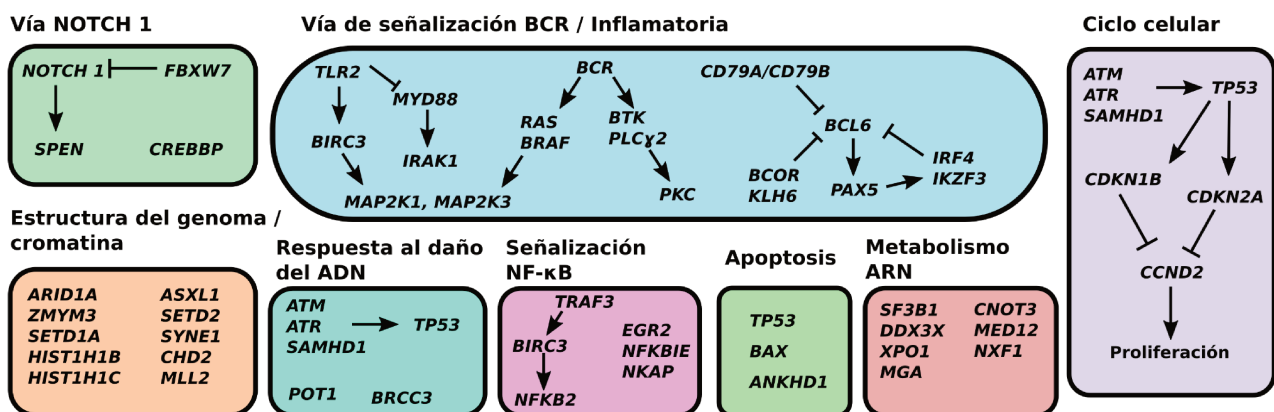 Vía NOTCH 1
NOTCH 1
FBXW7
SPEN
CREBBP
Vía de señalización BCR / Inflamatoria
TLR2
MYD88
BIRC3
IRAK1
BCR
RAS
BRAF
BTK
PLCɣ2
MAP2K1, MAP2K3
PKC
CD79A/CD79B
BCL6
BCOR
KLH6
PAX5
IRF4
IKZF3
Ciclo celular
ATM
ATR
SAMHD1
TP53
CDKN1B
CDKN2A
CCND2
Proliferación
Estructura del genoma /
cromatina
ARID1A
ZMYM3
SETD1A
HIST1H1B
HIST1H1C
ASXL1
SETD2
SYNE1
CHD2
MLL2
Respuesta al daño
del ADN
ATM
ATR
SAMHD1
TP53
POT1
BRCC3
Señalización
NF-κB
TRAF3
BIRC3
NFKB2
EGR2
NFKBIE
NKAP
Apoptosis
TP53
BAX
ANKHD1
Metabolismo
ARN
SF3B1
DDX3X
XPO1
MGA
CNOT3
MED12
NXF1